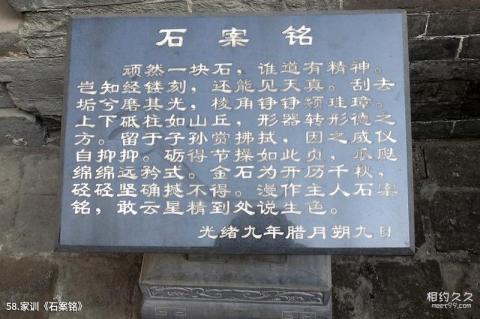 石案铭
顽然一块石，谁道有精神。
岂知经镂刻，还能见天真。刮去
垢兮磨其光，棱角铮铮颖珪璋。
上下砥柱如山丘，形器转形德之
方。留于子孙赏拂拭，因之威仪
自抑抑。砺得节操如此贞，瓜瓞
绵绵远矜式。金石为开历千秋，
硁硁坚确撼不得。漫作主人石案
铭，敢云星精到处说生色。
光绪九年腊月朔九日
相约久久
meet99.com
58.家训《石案铭》